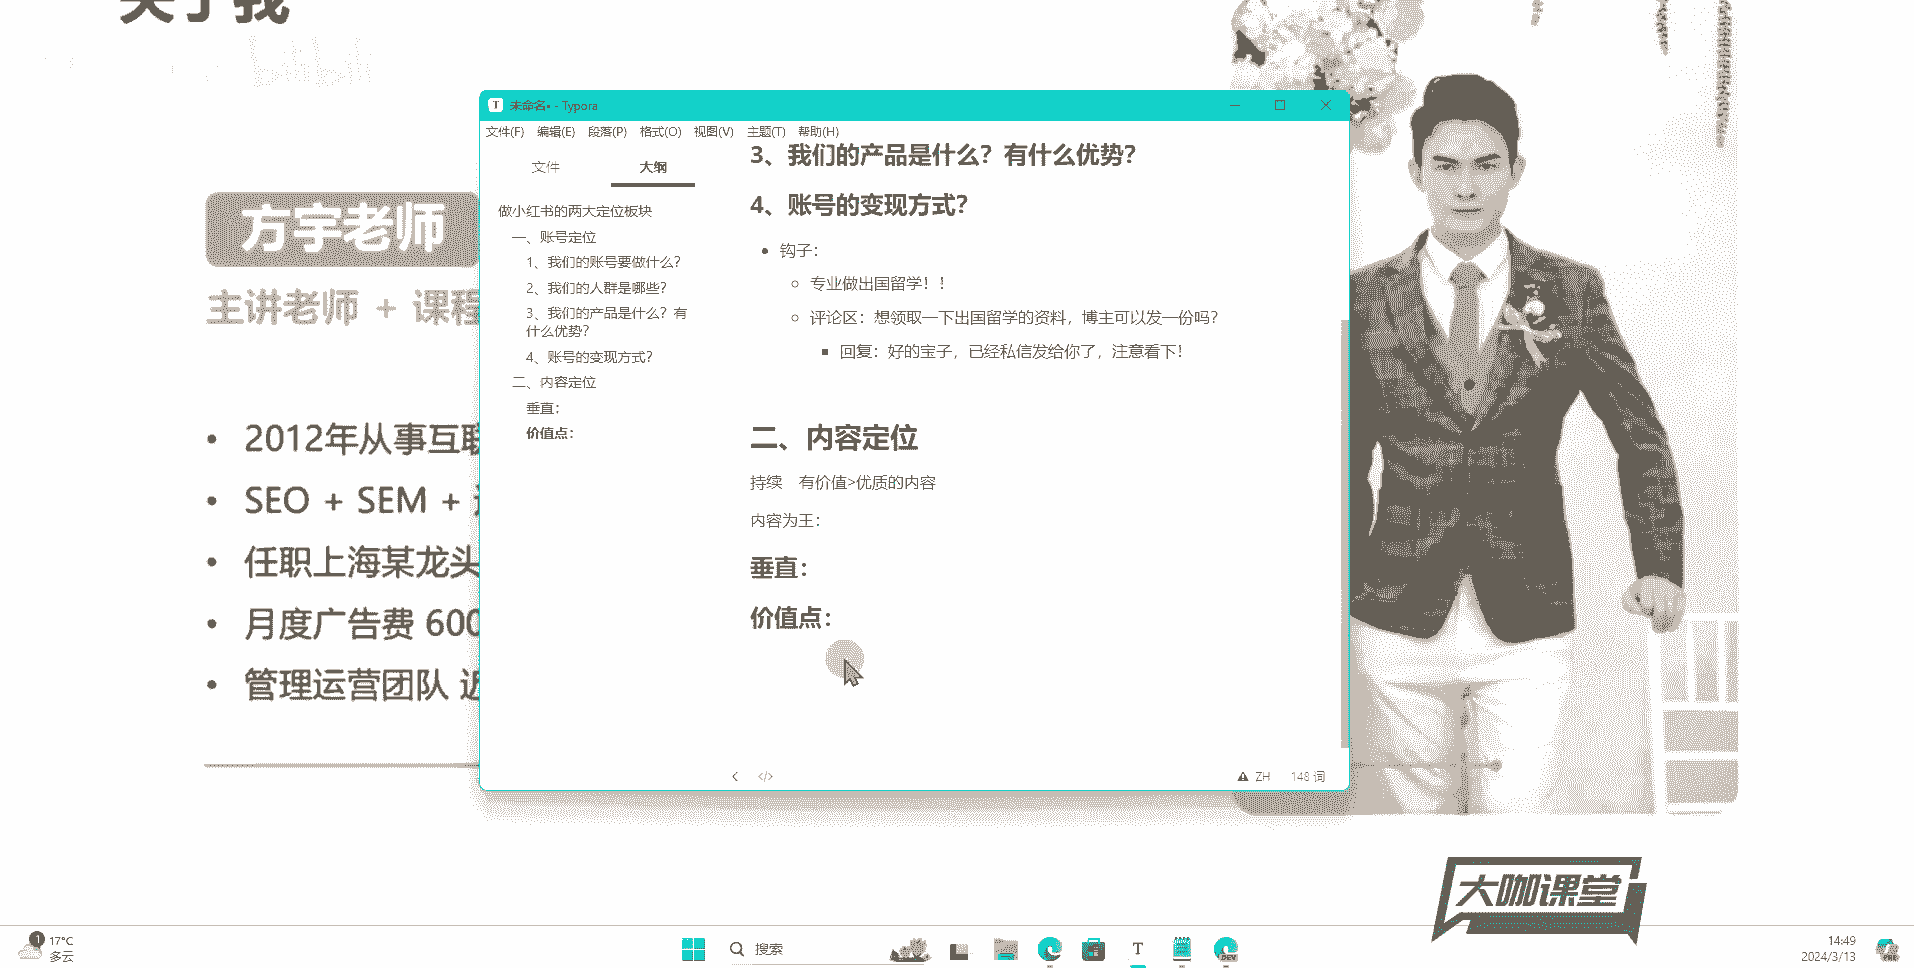 关于我
bilibili
方宇老师
主讲老师 + 课程
2012年从事互联
SEO + SEM +
任职上海某龙头
月度广告费 600
管理运营团队 近
未命名• - Typora
文件(F) 编辑(E) 段落(P) 格式(O) 视图(V) 主题(T) 帮助(H)
文件 大纲
做小红书的两大定位板块
一、账号定位
1、我们的账号要做什么?
2、我们的人群是哪些?
3、我们的产品是什么?有
什么优势?
4、账号的变现方式?
二、内容定位
垂直:
价值点:
3、我们的产品是什么?有什么优势?
4、账号的变现方式?
钩子:
专业做出国留学!!
评论区:想领取一下出国留学的资料,博主可以发一份吗?
回复:好的宝子,已经私信发给你了,注意看下!
二、内容定位
持续 有价值>优质的内容
内容为王:
垂直:
价值点:
ZH 148 词
大咖课堂
1
17°C
多云
搜索
DEV
14:49
2024/3/13
PRE